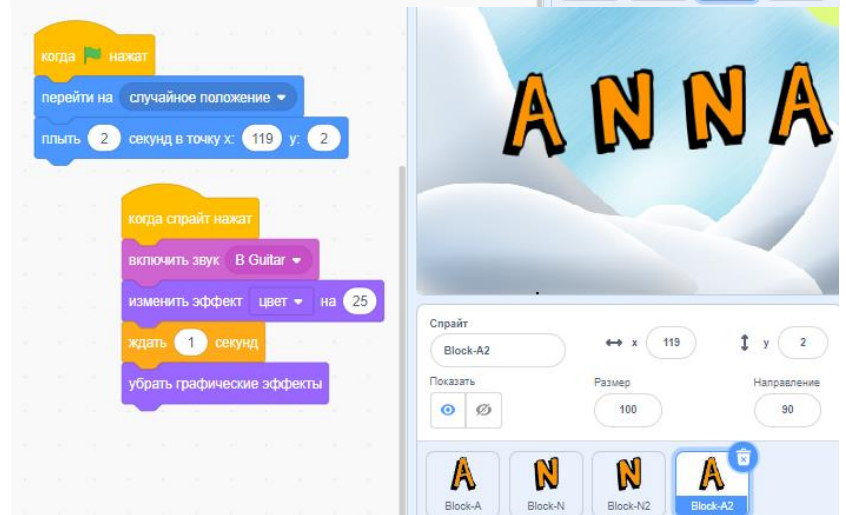 когда нажат
перейти на случайное положение
плыть 2 секунд в точку x: 119 y: 2
когда спрайт нажат
включить звук B Guitar
изменить эффект цвет на 25
ждать 1 секунд
убрать графические эффекты
A N N A
Спрайт
Block-A2 x 119 y 2
Показать Размер Направление
100 90
A N N A
Block-A Block-N Block-N2 Block-A2